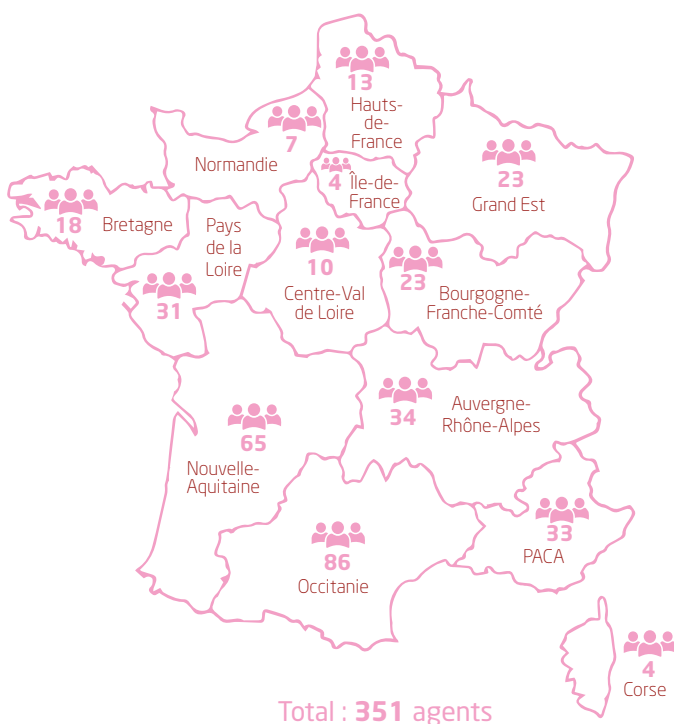 13
Hauts-
de-
France
7
Normandie
4 Île-de-
France
23
Grand Est
18 Bretagne
Pays
de la
Loire
31
10
Centre-Val
de Loire
23
Bourgogne-
Franche-Comté
34
Auvergne-
Rhône-Alpes
65
Nouvelle-
Aquitaine
86
Occitanie
33
PACA
4
Corse
Total : 351 agents